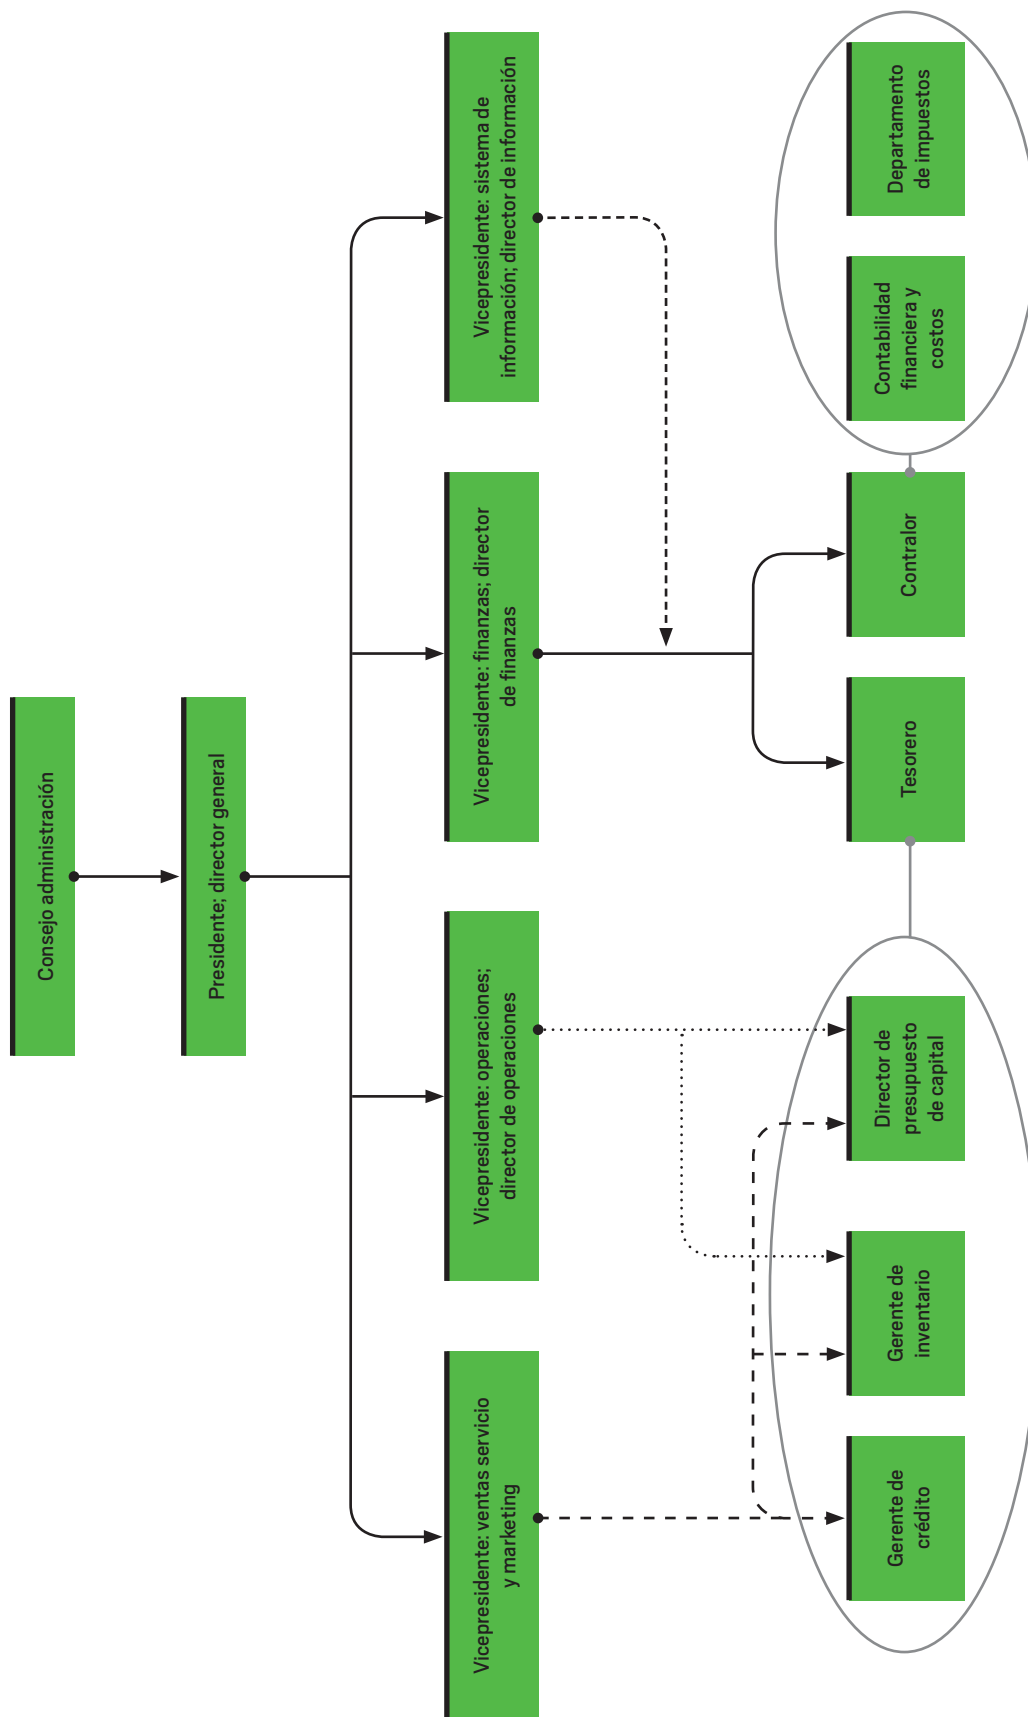 Consejo administración
Presidente; director general
Vicepresidente: ventas servicio
y marketing
Vicepresidente: operaciones;
director de operaciones
Vicepresidente: finanzas; director
de finanzas
Vicepresidente: sistema de
información; director de información
Gerente de
crédito
Gerente de
inventario
Director de
presupuesto
de capital
Tesorero
Contralor
Contabilidad
financiera y
costos
Departamento
de impuestos